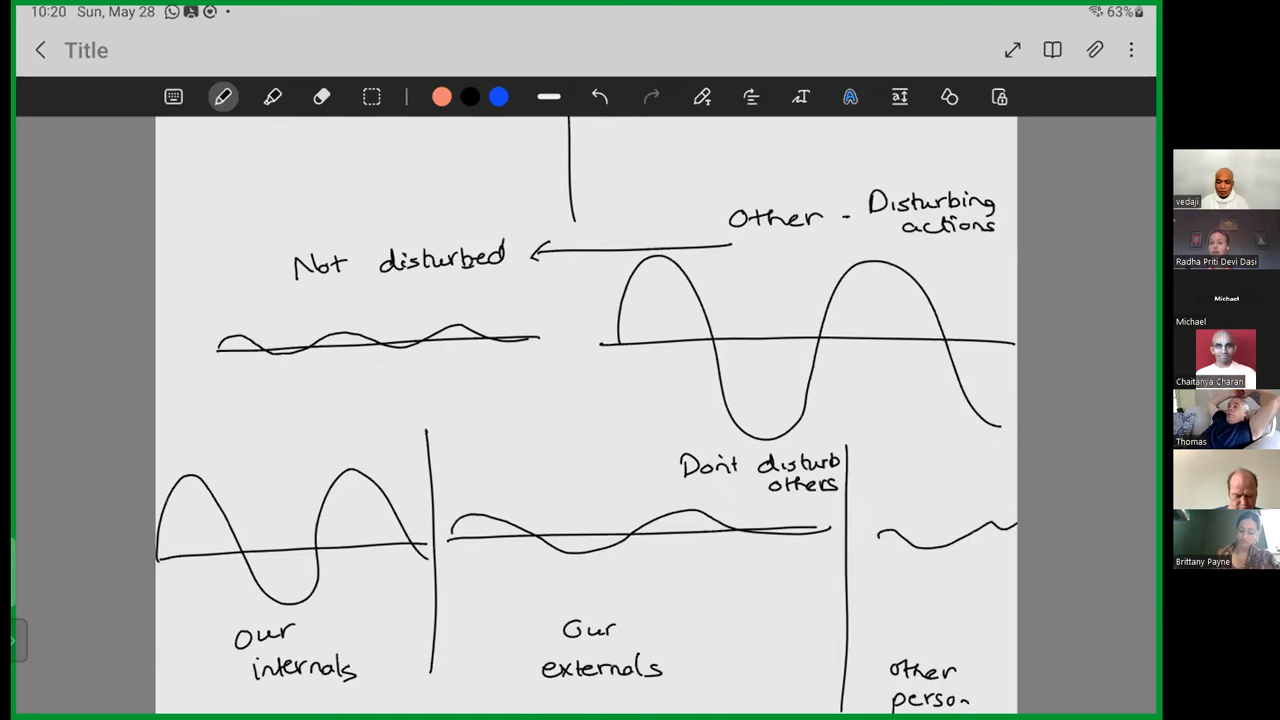 10:20 Sun, May 28
63%
Title
Other - Disturbing
actions
Not disturbed
Don't disturb
others
Our
internals
Our
externals
other
person
vedaji
Radha Priti Devi Dasi
Michael
Michael
Chaitanya Charan
Thomas
Brittany Payne